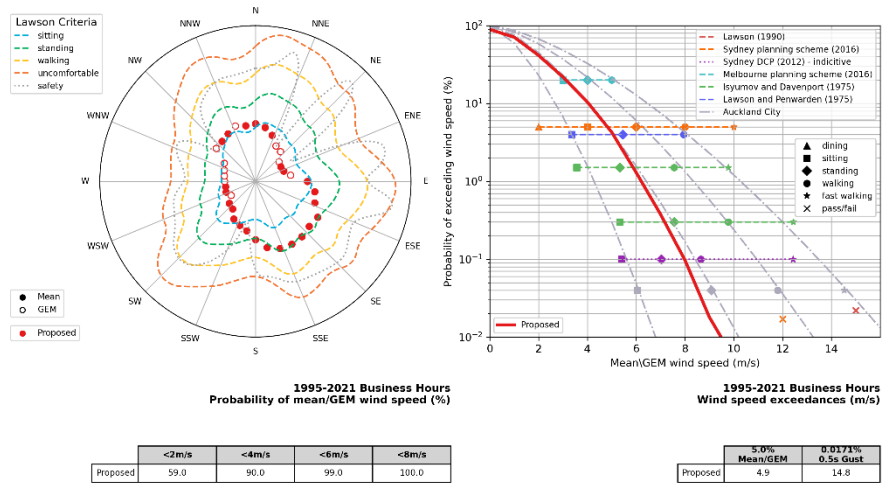 Lawson Criteria
sitting
standing
walking
uncomfortable
safety
N
NNE
NE
ENE
E
ESE
SE
SSE
S
SSW
SW
WSW
W
WNW
NW
NNW
Mean
GEM
Proposed
1995-2021 Business Hours
Probability of mean/GEM wind speed (%)
<2m/s <4m/s <6m/s <8m/s
Proposed 59.0 90.0 99.0 100.0
Probability of exceeding wind speed (%)
10²
10¹
10⁰
10⁻¹
10⁻²
Lawson (1990)
Sydney planning scheme (2016)
Sydney DCP (2012) - indicitive
Melbourne planning scheme (2016)
Isyumov and Davenport (1975)
Lawson and Penwarden (1975)
Auckland City
dining
sitting
standing
walking
fast walking
pass/fail
Proposed
0 2 4 6 8 10 12 14
Mean\GEM wind speed (m/s)
1995-2021 Business Hours
Wind speed exceedances (m/s)
5.0% 0.0171%
Mean/GEM 0.5s Gust
Proposed 4.9 14.8